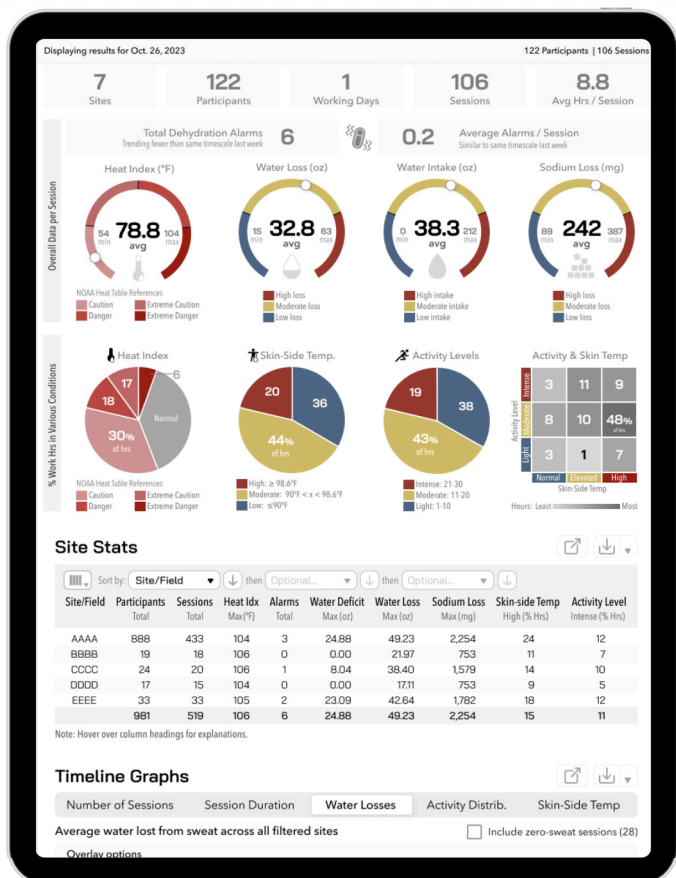 Displaying results for Oct. 26, 2023
122 Participants | 106 Sessions
7
Sites
122
Participants
1
Working Days
106
Sessions
8.8
Avg Hrs / Session
Overall Data per Session
Total Dehydration Alarms
Trending fewer than same timescale last week
6
0.2
Average Alarms / Session
Similar to same timescale last week
Heat Index (°F)
54
min
78.8
avg
104
max
NOAA Heat Table References
Caution
Extreme Caution
Danger
Extreme Danger
Water Loss (oz)
15
min
32.8
avg
63
max
High loss
Moderate loss
Low loss
Water Intake (oz)
0
min
38.3
avg
212
max
High intake
Moderate intake
Low intake
Sodium Loss (mg)
89
min
242
avg
387
max
High loss
Moderate loss
Low loss
% Work Hrs in Various Conditions
Heat Index
6
17
18
30%
of hrs
Normal
NOAA Heat Table References
Caution
Extreme Caution
Danger
Extreme Danger
Skin-Side Temp.
20
36
44%
of hrs
High: ≥ 98.6°F
Moderate: 90°F < x < 98.6°F
Low: ≤90°F
Activity Levels
19
38
43%
of hrs
Intense: 21-30
Moderate: 11-20
Light: 1-10
Activity & Skin Temp
Activity Level
Intense
3 11 9
Moderate
8 10 48%
of hrs
Light
3 1 7
Normal Elevated High
Skin-Side Temp
Hours: Least Most
Site Stats
Sort by: Site/Field then Optional... then Optional...
Site/Field Participants Sessions Heat Idx Alarms Water Deficit Water Loss Sodium Loss Skin-side Temp Activity Level
Total Total Max(°F) Total Max (oz) Max (oz) Max (mg) High (% Hrs) Intense (% Hrs)
AAAA 888 433 104 3 24.88 49.23 2,254 24 12
BBBB 19 18 106 0 0.00 21.97 753 11 7
CCCC 24 20 106 1 8.04 38.40 1,579 14 10
DDDD 17 15 104 0 0.00 17.11 753 9 5
EEEE 33 33 105 2 23.09 42.64 1,782 18 12
981 519 106 6 24.88 49.23 2,254 15 11
Note: Hover over column headings for explanations.
Timeline Graphs
Number of Sessions Session Duration Water Losses Activity Distrib. Skin-Side Temp
Average water lost from sweat across all filtered sites
Include zero-sweat sessions (28)
Overlay options